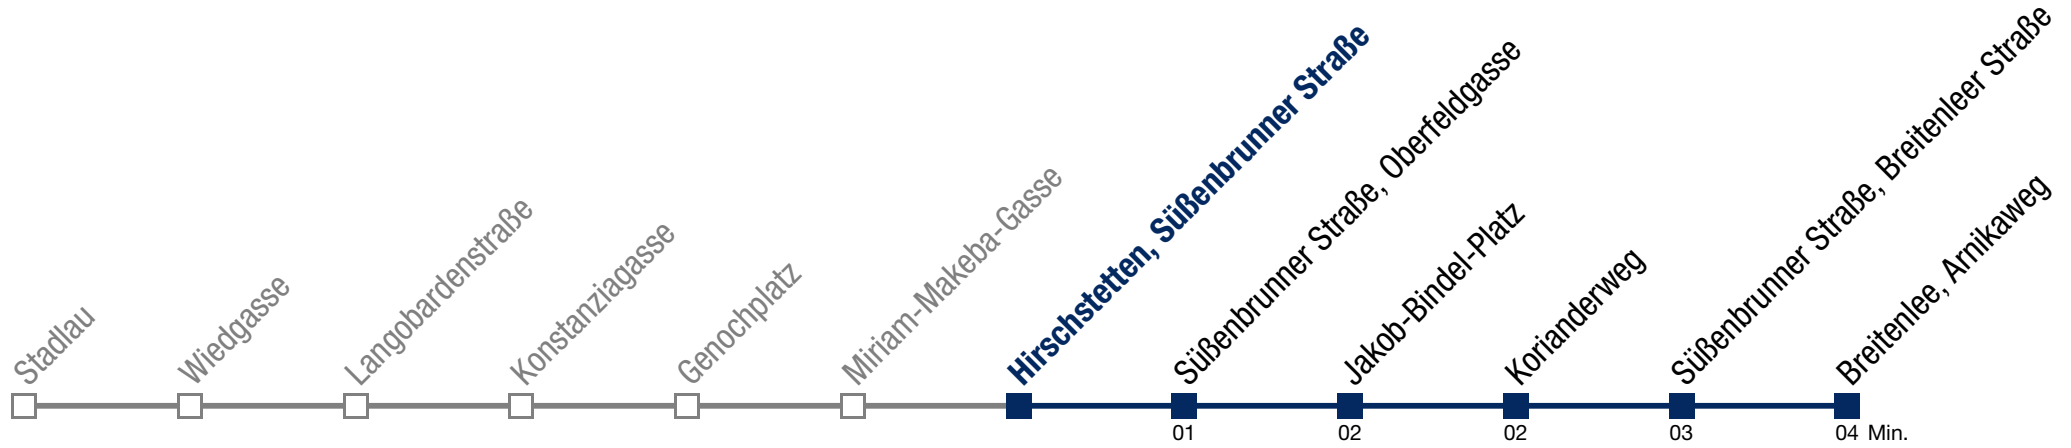 Stadlau
Wiedgasse
Langobardenstraße
Konstanziagasse
Genochplatz
Miriam-Makeba-Gasse
Hirschstetten, Süßenbrunner Straße
Süßenbrunner Straße, Oberfeldgasse
Jakob-Bindel-Platz
Korianderweg
Süßenbrunner Straße, Breitenleer Straße
Breitenlee, Arnikaweg
01 02 02 03 04 Min.